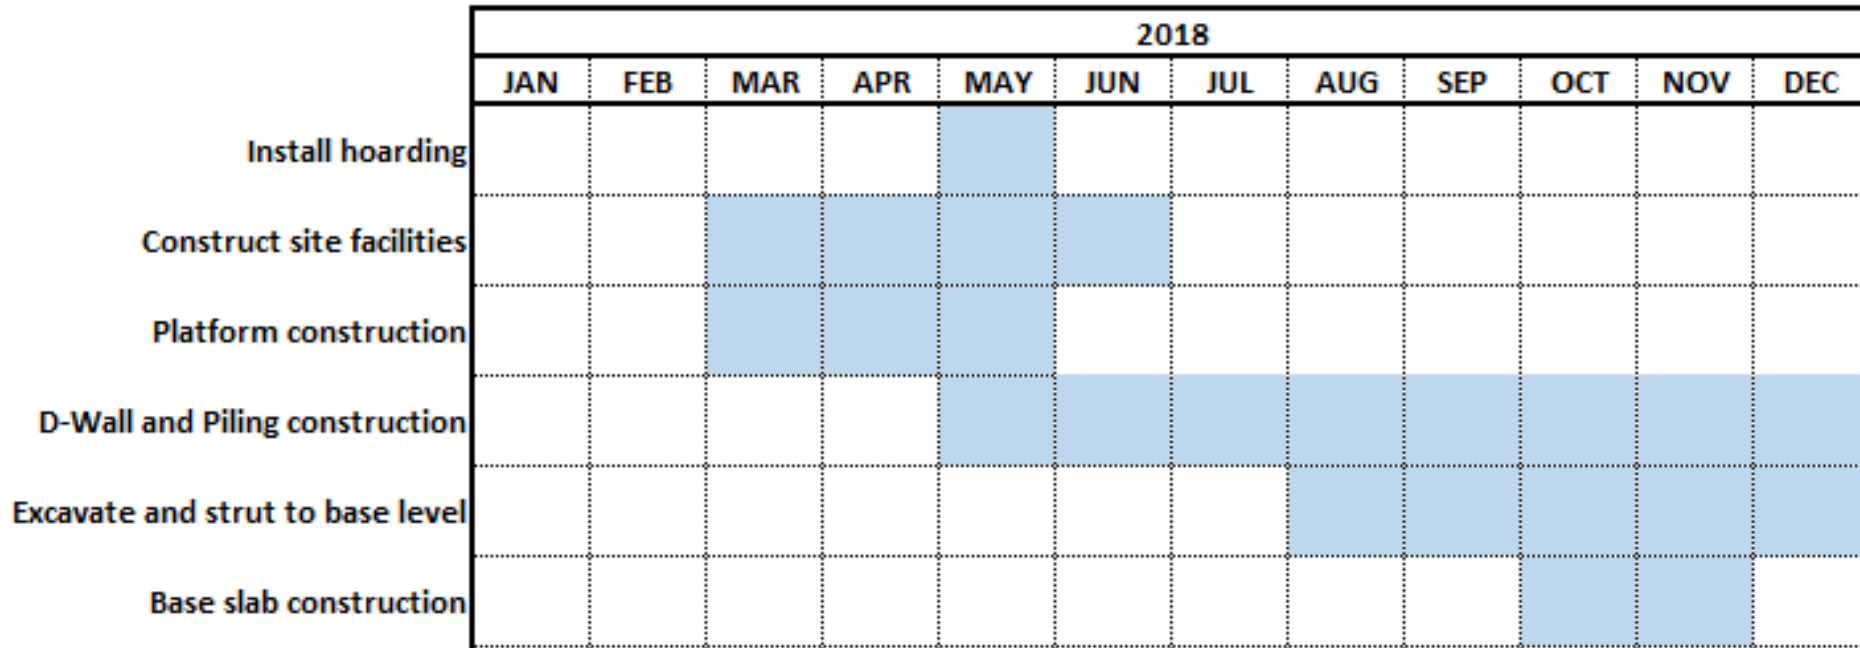 2018
JAN FEB MAR APR MAY JUN JUL AUG SEP OCT NOV DEC
Install hoarding
Construct site facilities
Platform construction
D-Wall and Piling construction
Excavate and strut to base level
Base slab construction